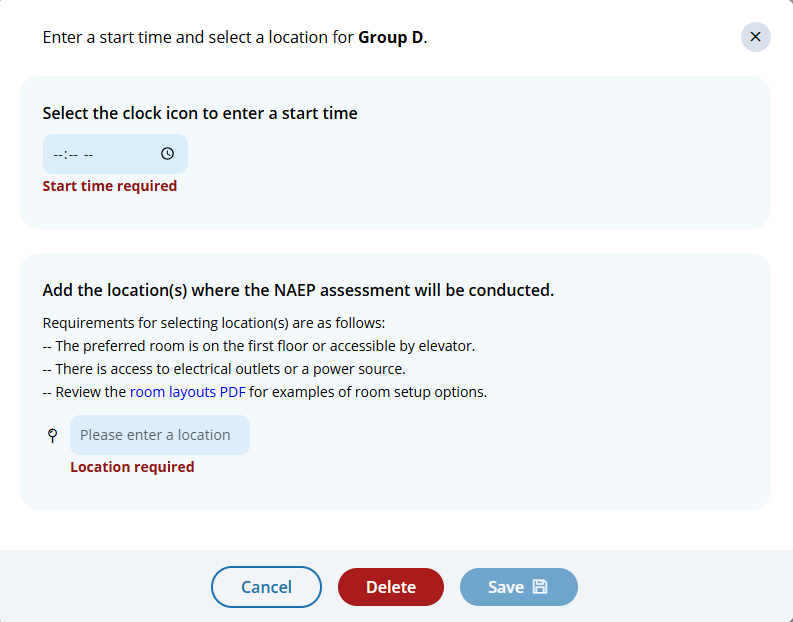 Enter a start time and select a location for Group D.
Select the clock icon to enter a start time
--:-- --
Start time required
Add the location(s) where the NAEP assessment will be conducted.
Requirements for selecting location(s) are as follows:
-- The preferred room is on the first floor or accessible by elevator.
-- There is access to electrical outlets or a power source.
-- Review the room layouts PDF for examples of room setup options.
Please enter a location
Location required
Cancel
Delete
Save